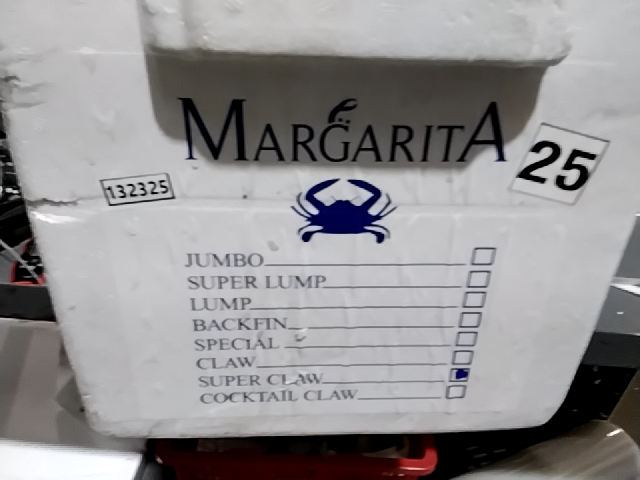 MARGARITA
25
132325
JUMBO
SUPER LUMP
LUMP
BACKFIN
SPECIAL
CLAW
SUPER CLAW
COCKTAIL CLAW